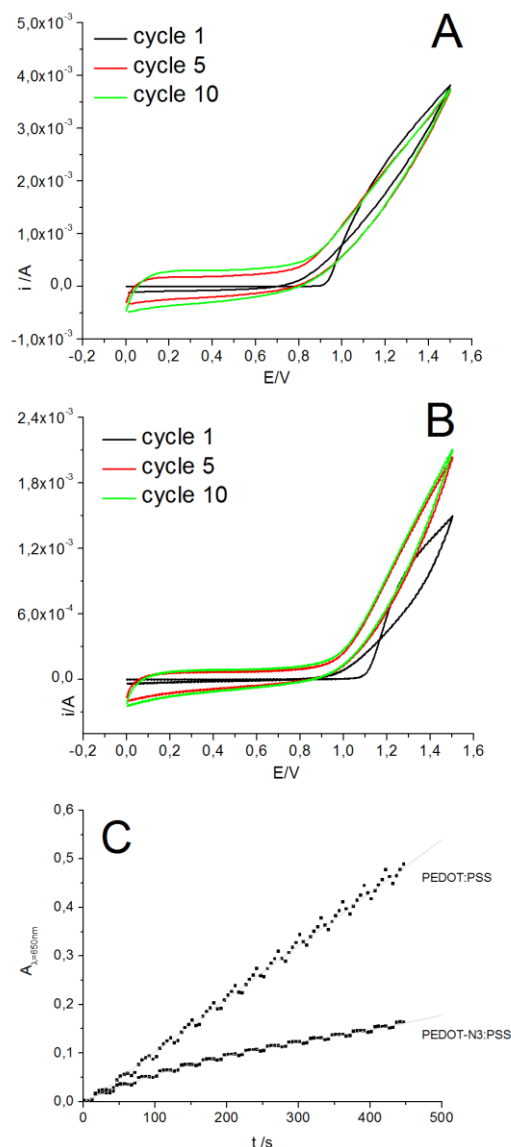 A
cycle 1
cycle 5
cycle 10
5,0x10⁻³
4,0x10⁻³
3,0x10⁻³
2,0x10⁻³
1,0x10⁻³
0,0
-1,0x10⁻³
i /A
-0,2 0,0 0,2 0,4 0,6 0,8 1,0 1,2 1,4 1,6
E/V
B
cycle 1
cycle 5
cycle 10
2,4x10⁻³
1,8x10⁻³
1,2x10⁻³
6,0x10⁻⁴
0,0
i/A
-0,2 0,0 0,2 0,4 0,6 0,8 1,0 1,2 1,4 1,6
E/V
C
0,6
0,5
0,4
0,3
0,2
0,1
0,0
A λ=650nm
PEDOT:PSS
PEDOT-N3:PSS
0 100 200 300 400 500
t /s